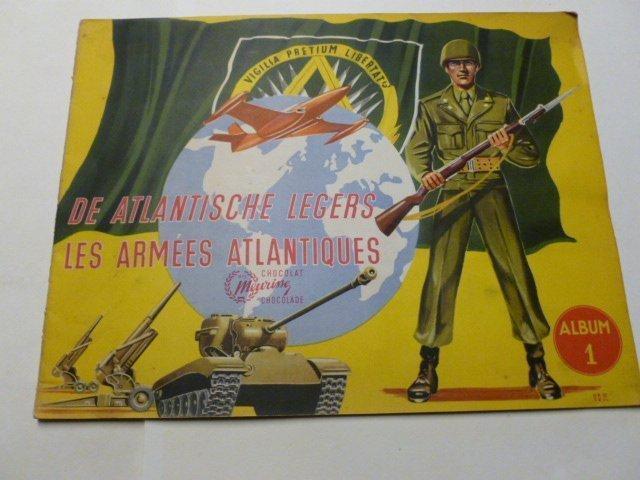 VIGILIA PRETIUM LIBERTATIS
DE ATLANTISCHE LEGERS
LES ARMÉES ATLANTIQUES
CHOCOLAT
Meurisse
CHOCOLADE
ALBUM
1